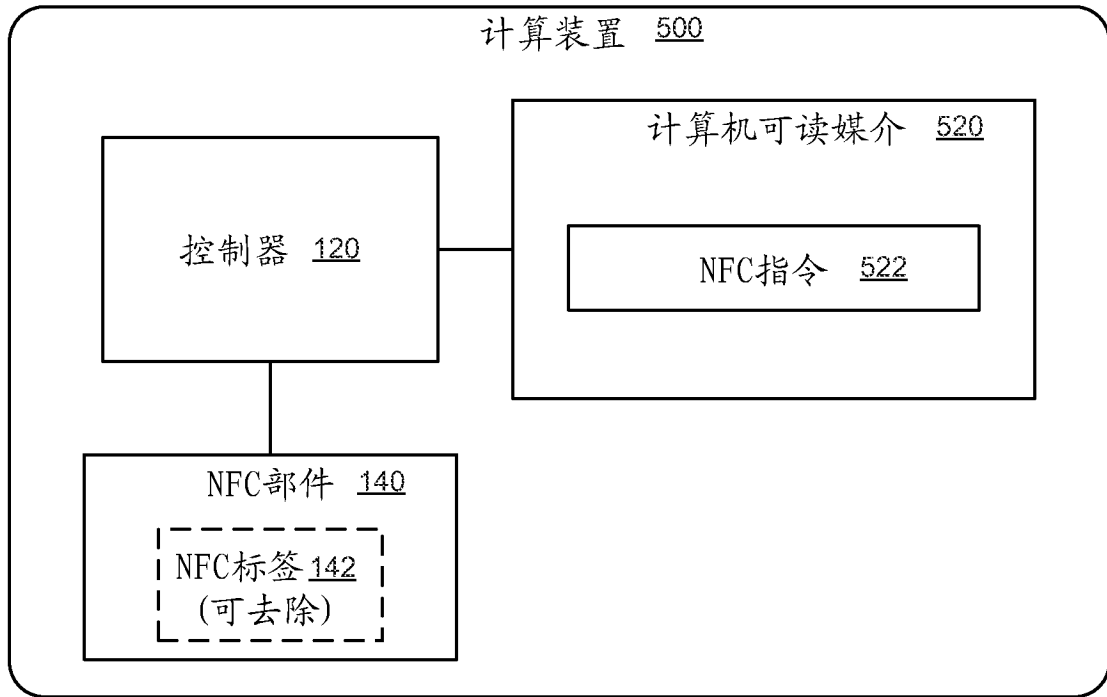 计算装置 500
计算机可读媒介 520
控制器 120
NFC指令 522
NFC部件 140
NFC标签 142
(可去除)